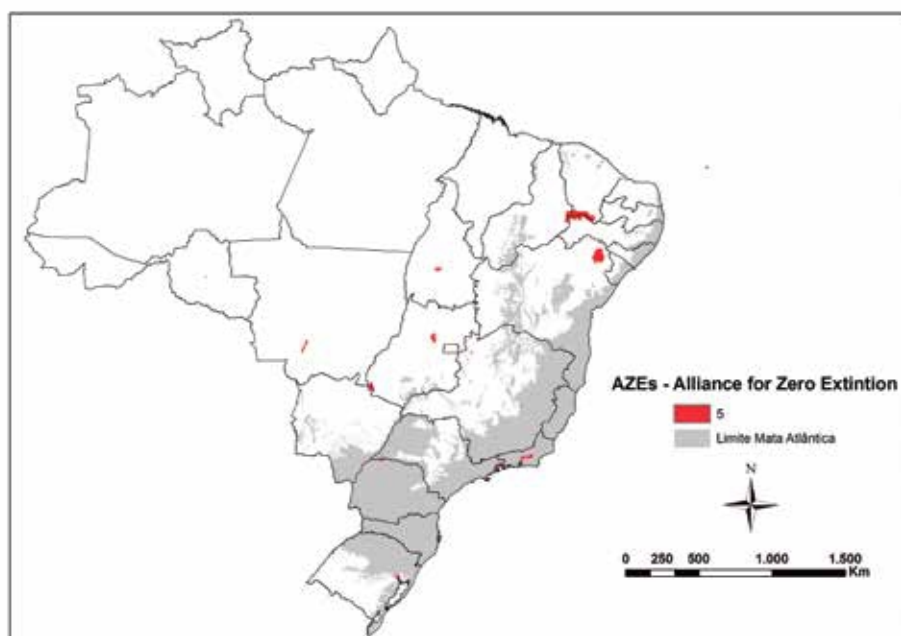 AZEs - Alliance for Zero Extintion
5
Limite Mata Atlântica
N
0 250 500 1.000 1.500
Km